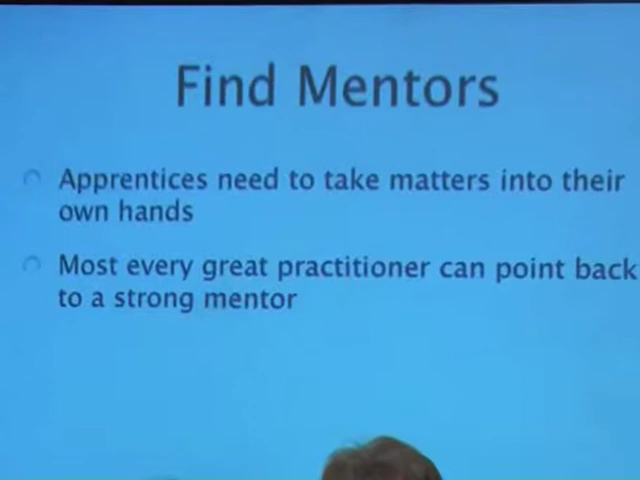 Find Mentors
Apprentices need to take matters into their
own hands
Most every great practitioner can point back
to a strong mentor